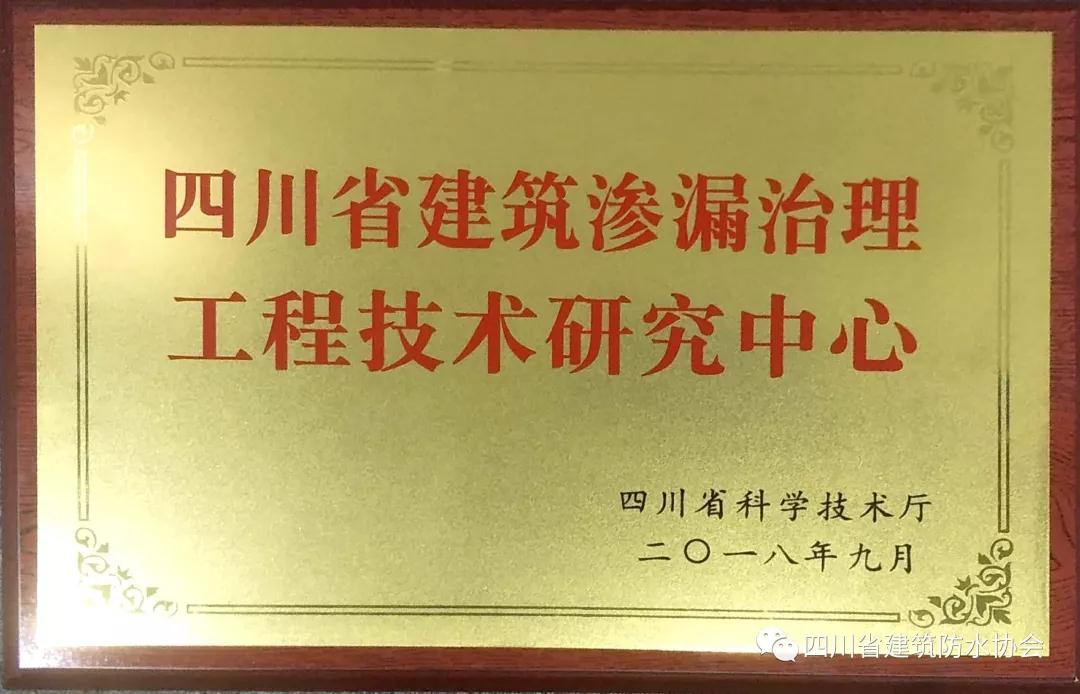 四川省建筑渗漏治理
工程技术研究中心
四川省科学技术厅
二〇一八年九月
四川省建筑防水协会